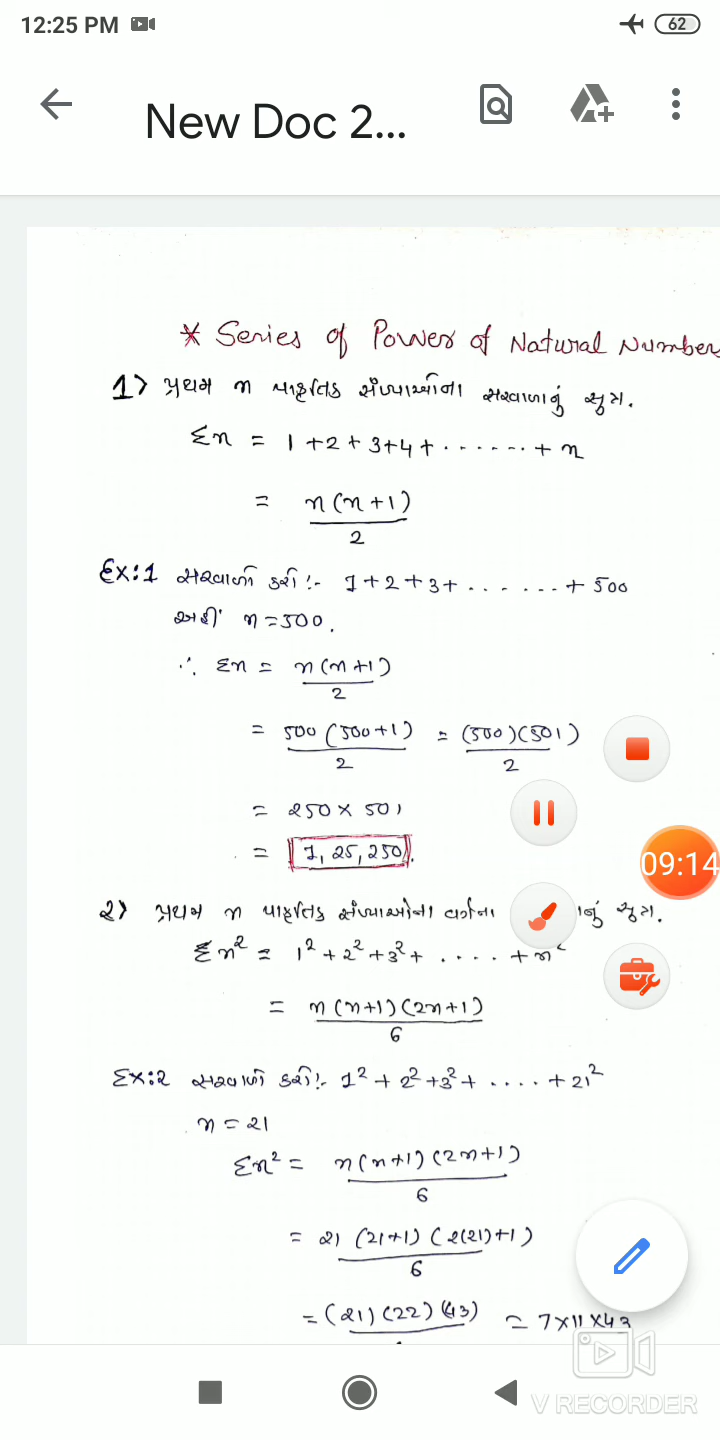 12:25 PM 62
New Doc 2...
* Series of Power of Natural Number
1> પ્રથમ n પ્રાકૃતિક સંખ્યાઓના સરવાળાનું સૂત્ર.
Σn = 1+2+3+4+.......+n
= n(n+1)/2
Ex:1 સરવાળો કરો:- 1+2+3+.......+500
અહીં n=500.
∴ Σn = n(n+1)/2
= 500(500+1)/2 = (500)(501)/2
= 250 × 501
= 1,25,250.
09:14
2> પ્રથમ n પ્રાકૃતિક સંખ્યાઓના વર્ગના નું સૂત્ર.
Σn² = 1²+2²+3²+.....+n²
= n(n+1)(2n+1)/6
Ex:2 સરવાળો કરો:- 1²+2²+3²+.....+21²
n=21
Σn² = n(n+1)(2n+1)/6
= 21(21+1)(2(21)+1)/6
=(21)(22)(43) = 7×11×43
V RECORDER